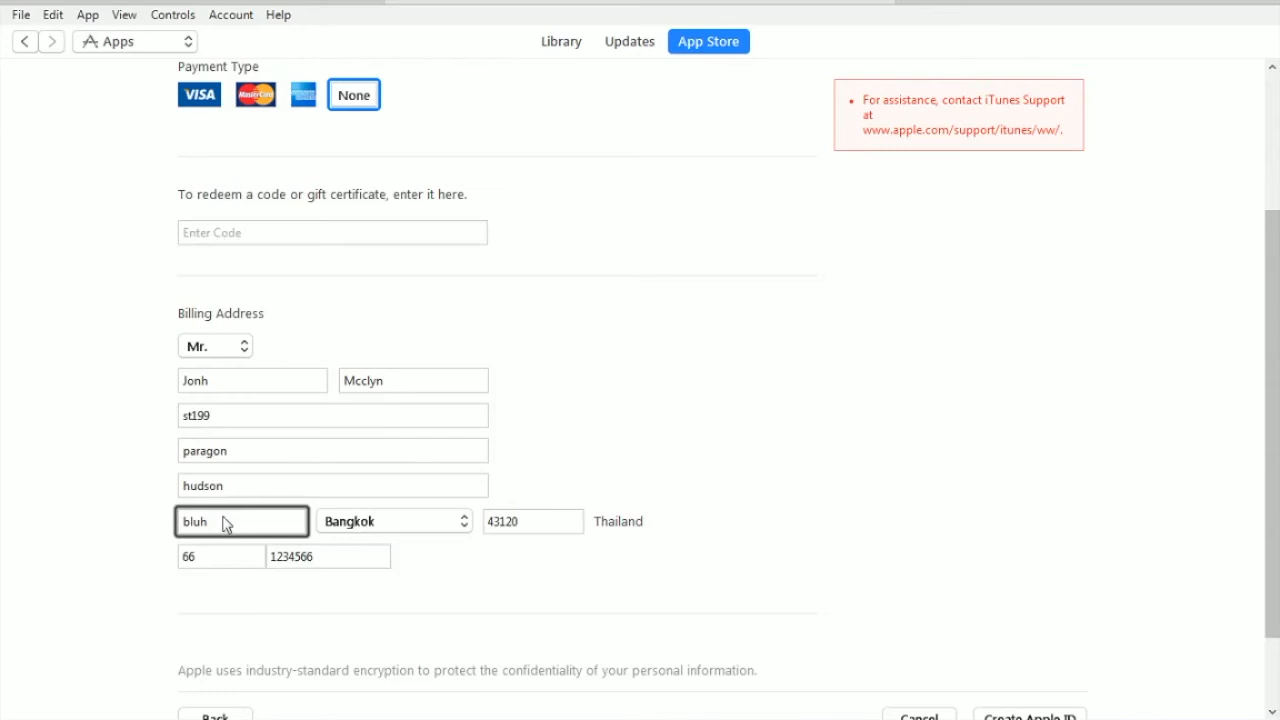 File Edit App View Controls Account Help
Apps Library Updates App Store
Payment Type
VISA MasterCard None
For assistance, contact iTunes Support
at
www.apple.com/support/itunes/ww/.
To redeem a code or gift certificate, enter it here.
Enter Code
Billing Address
Mr.
Jonh Mcclyn
st199
paragon
hudson
bluh Bangkok 43120 Thailand
66 1234566
Apple uses industry-standard encryption to protect the confidentiality of your personal information.
Back Cancel Create Apple ID